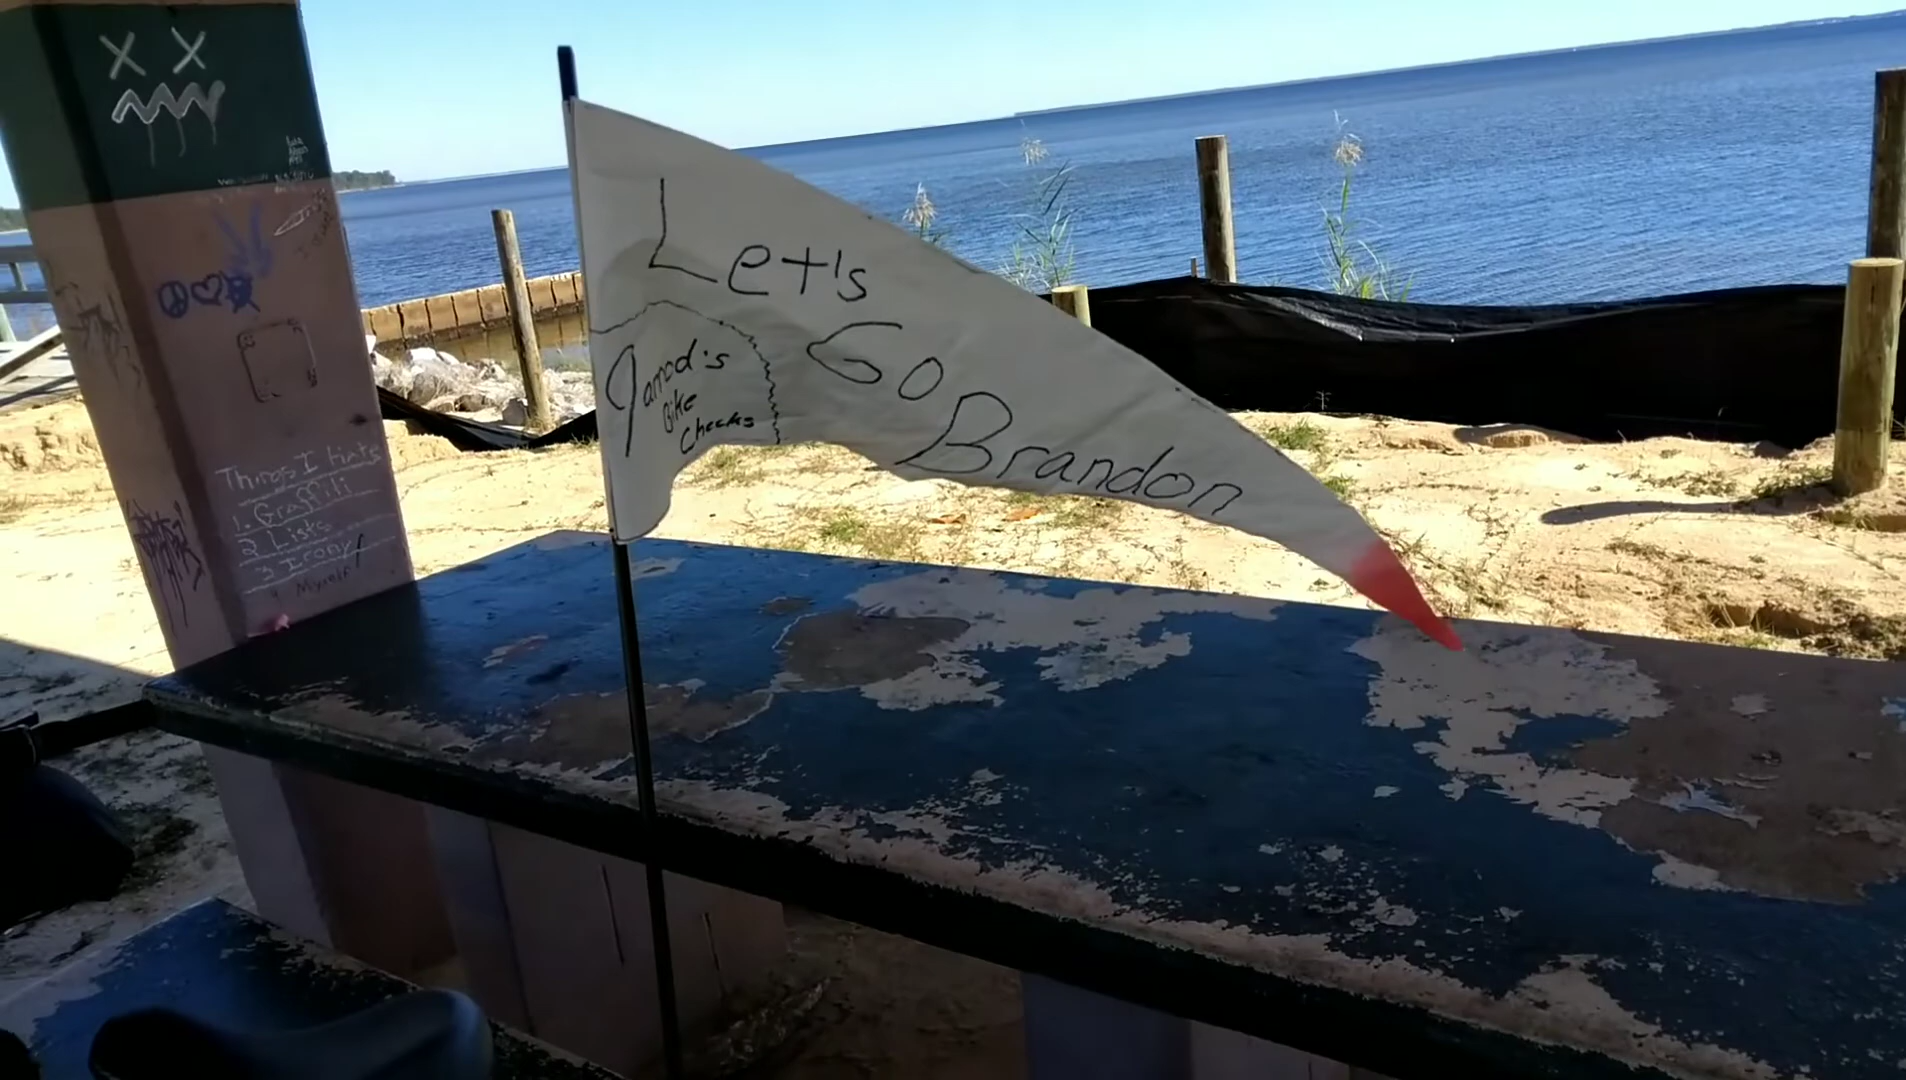 Let's
Go
Brandon
Jarrod's
Bike
Checks
Things I Hate
1. Graffiti
2 Lists
3 Irony
4 Myself